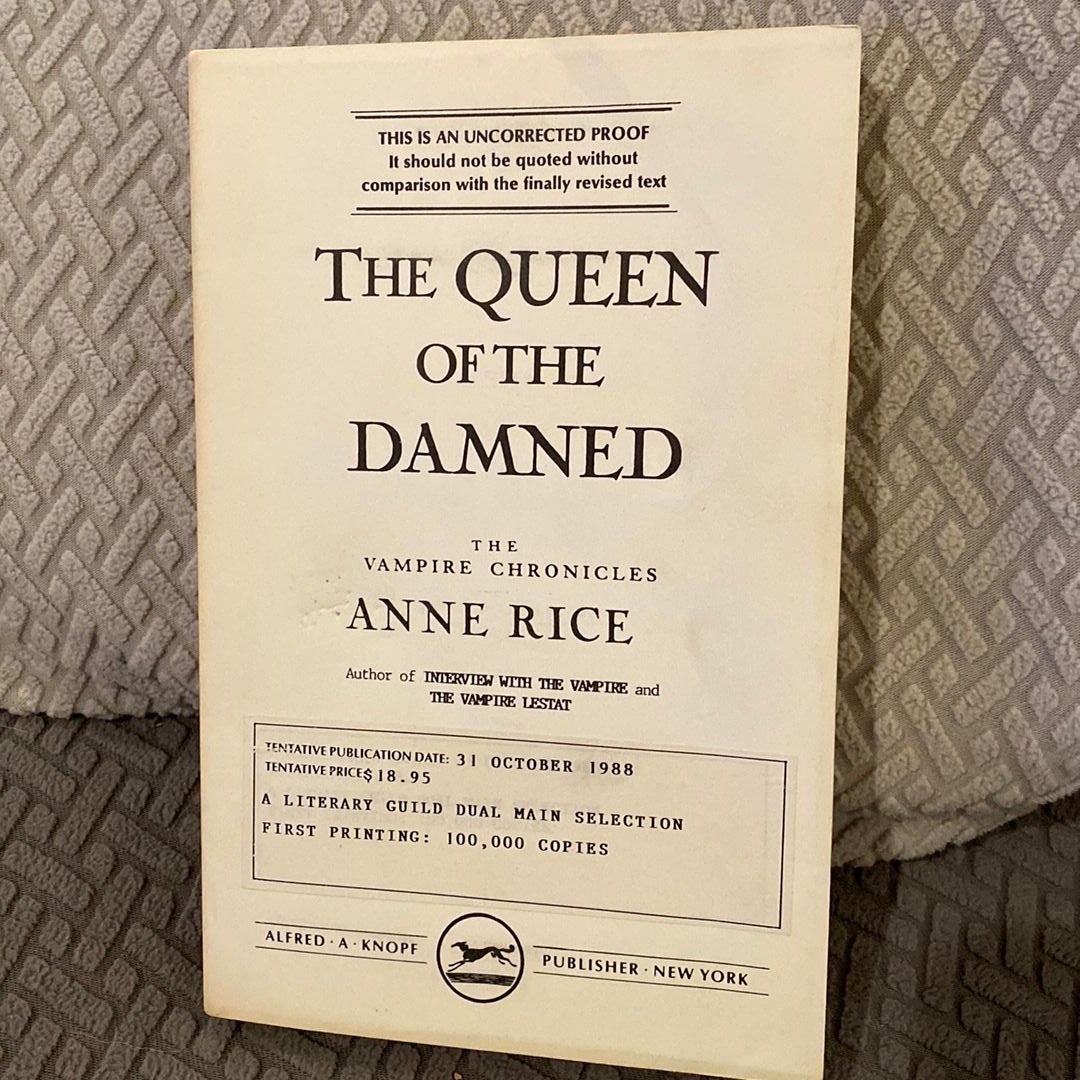 THIS IS AN UNCORRECTED PROOF
It should not be quoted without
comparison with the finally revised text
THE QUEEN
OF THE
DAMNED
THE
VAMPIRE CHRONICLES
ANNE RICE
Author of INTERVIEW WITH THE VAMPIRE and
THE VAMPIRE LESTAT
TENTATIVE PUBLICATION DATE: 31 OCTOBER 1988
TENTATIVE PRICE$ 18.95
A LITERARY GUILD DUAL MAIN SELECTION
FIRST PRINTING: 100,000 COPIES
ALFRED · A · KNOPF PUBLISHER · NEW YORK